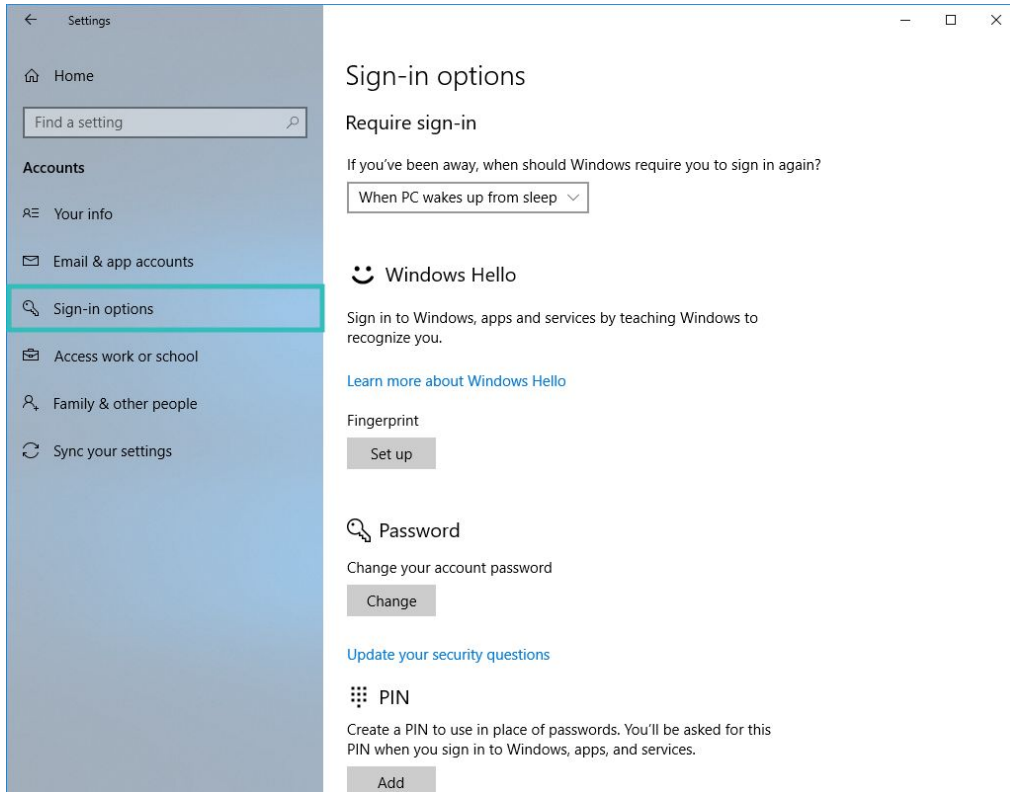 Settings
Home
Find a setting
Accounts
Your info
Email & app accounts
Sign-in options
Access work or school
Family & other people
Sync your settings
Sign-in options
Require sign-in
If you've been away, when should Windows require you to sign in again?
When PC wakes up from sleep
Windows Hello
Sign in to Windows, apps and services by teaching Windows to
recognize you.
Learn more about Windows Hello
Fingerprint
Set up
Password
Change your account password
Change
Update your security questions
PIN
Create a PIN to use in place of passwords. You'll be asked for this
PIN when you sign in to Windows, apps, and services.
Add